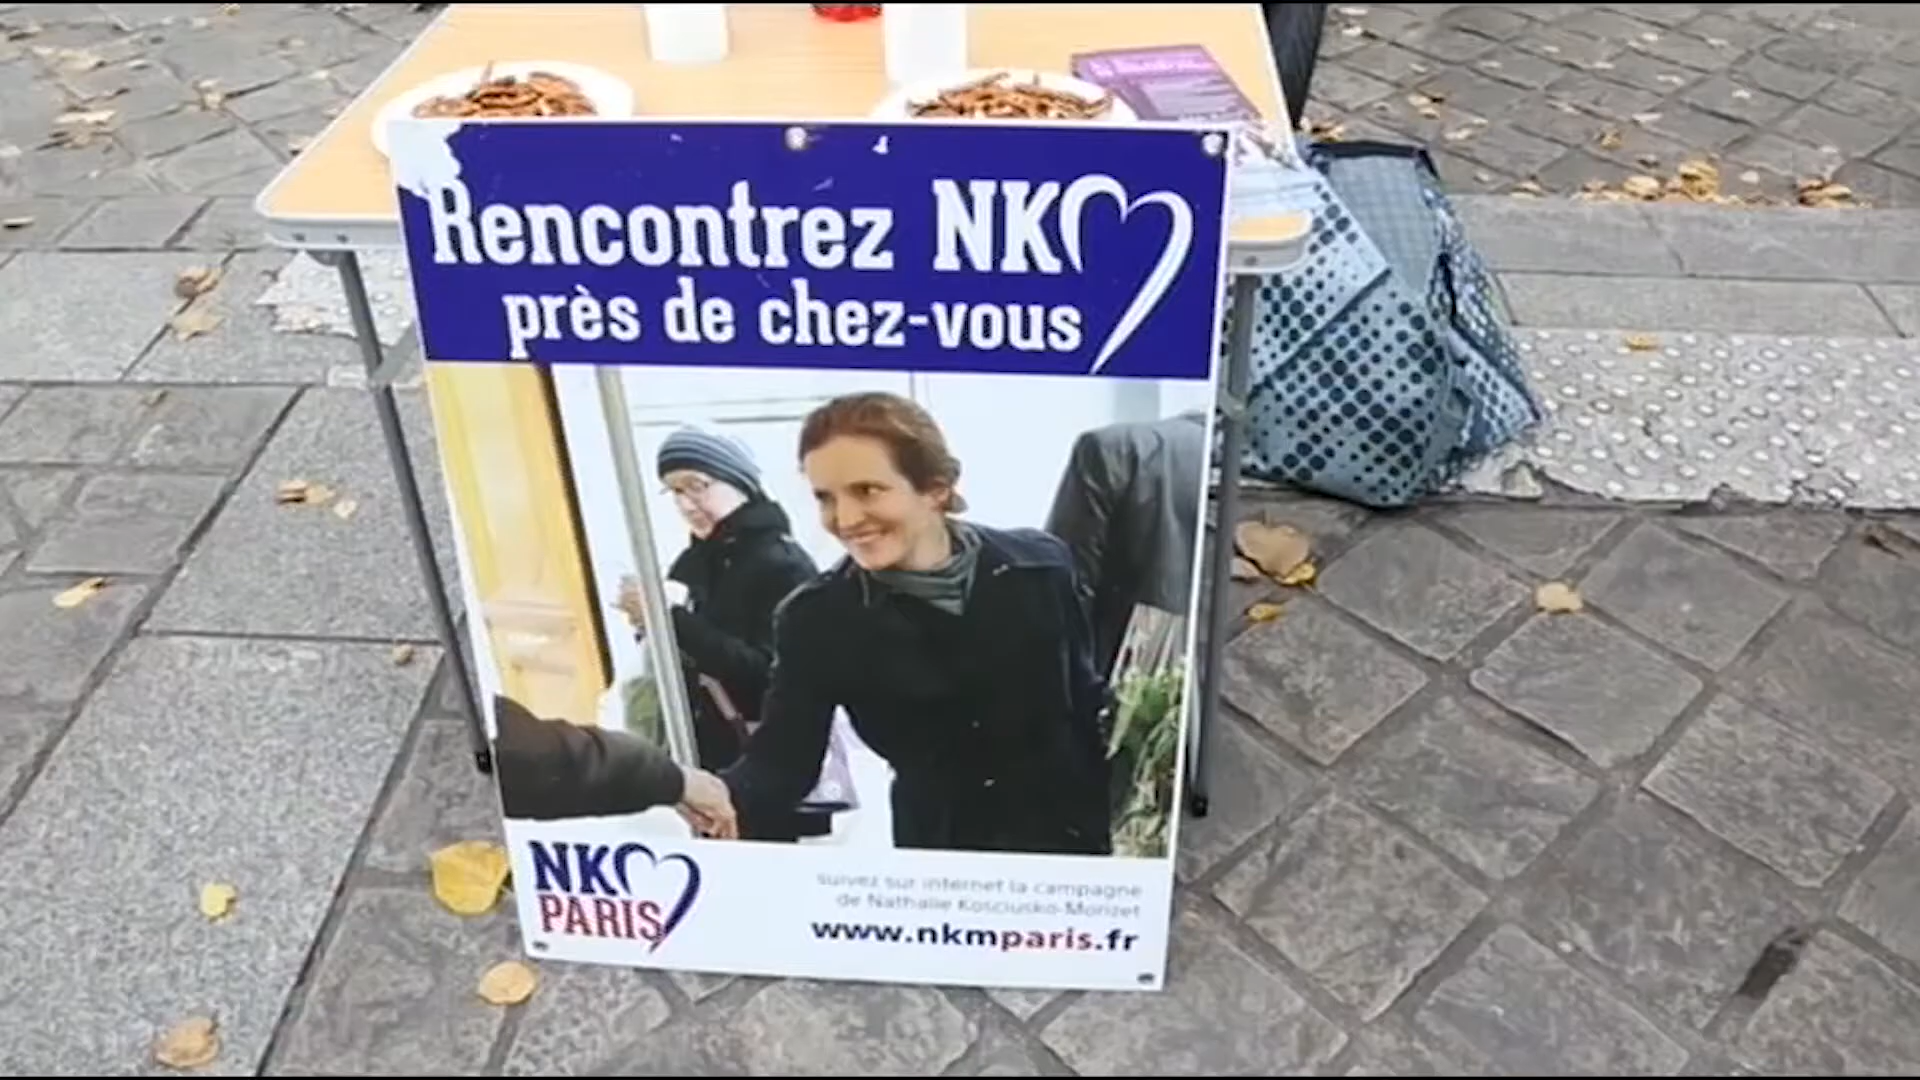 Rencontrez NKM
près de chez-vous
NKM
PARIS
suivez sur internet la campagne
de Nathalie Kosciusko-Morizet
www.nkmparis.fr